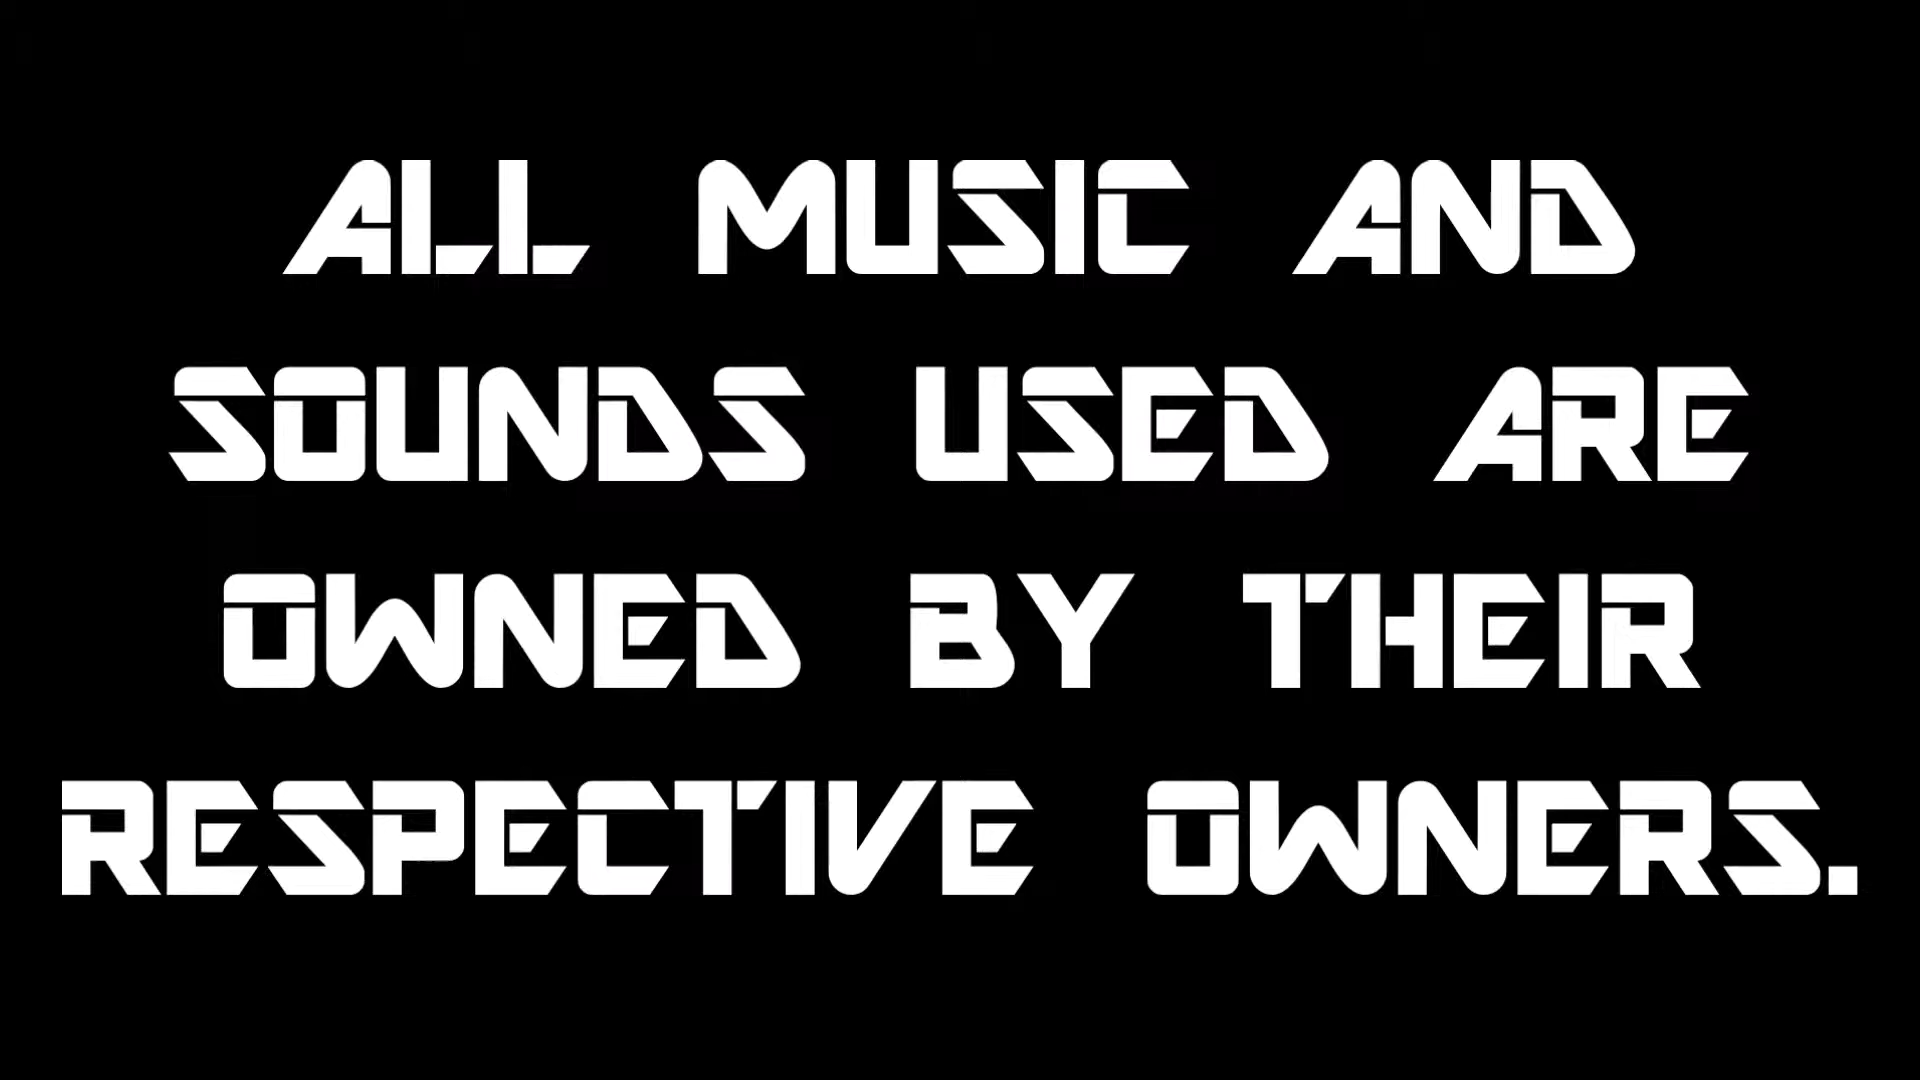 ALL MUSIC AND
SOUNDS USED ARE
OWNED BY THEIR
RESPECTIVE OWNERS.